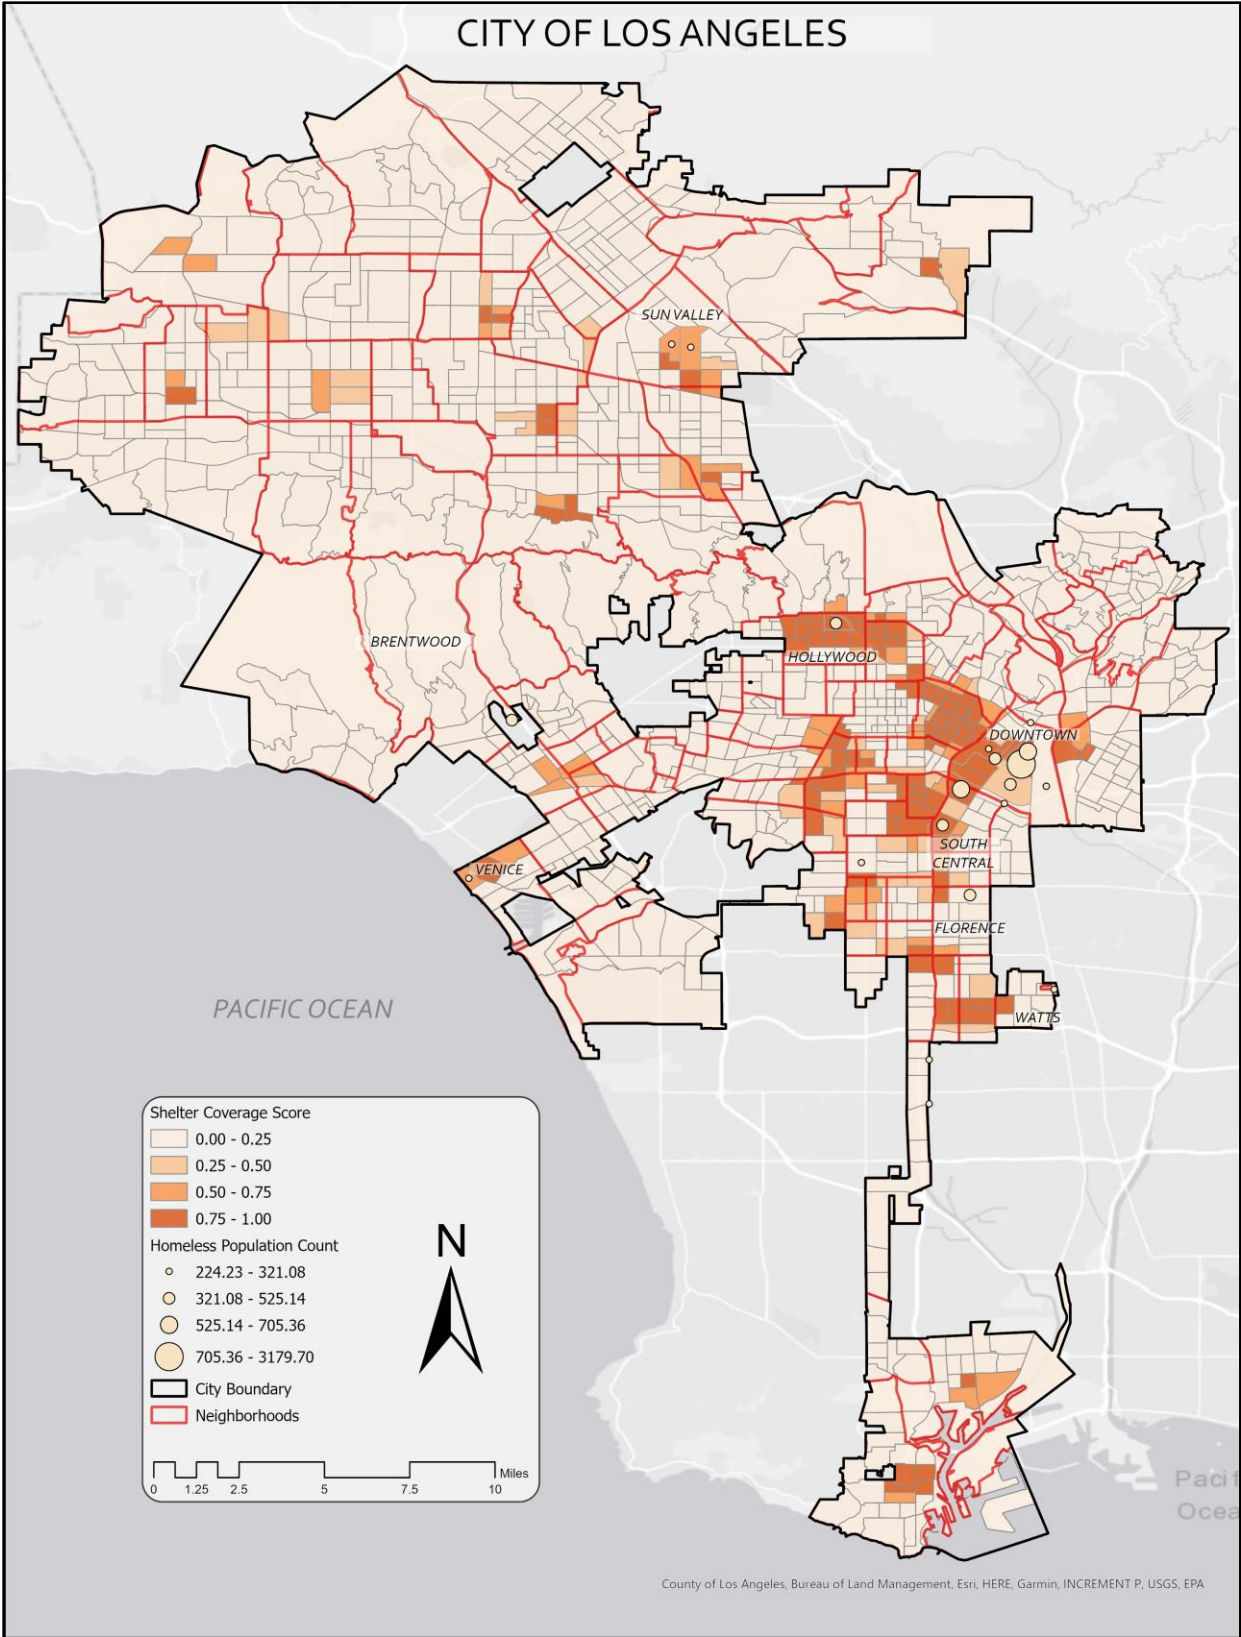 CITY OF LOS ANGELES
SUN VALLEY
BRENTWOOD
HOLLYWOOD
DOWNTOWN
SOUTH
CENTRAL
VENICE
FLORENCE
PACIFIC OCEAN
WATTS
Shelter Coverage Score
0.00 - 0.25
0.25 - 0.50
0.50 - 0.75
0.75 - 1.00
Homeless Population Count
224.23 - 321.08
321.08 - 525.14
525.14 - 705.36
705.36 - 3179.70
City Boundary
Neighborhoods
N
Miles
0 1.25 2.5 5 7.5 10
Pacif
Ocea
County of Los Angeles, Bureau of Land Management, Esri, HERE, Garmin, INCREMENT P, USGS, EPA